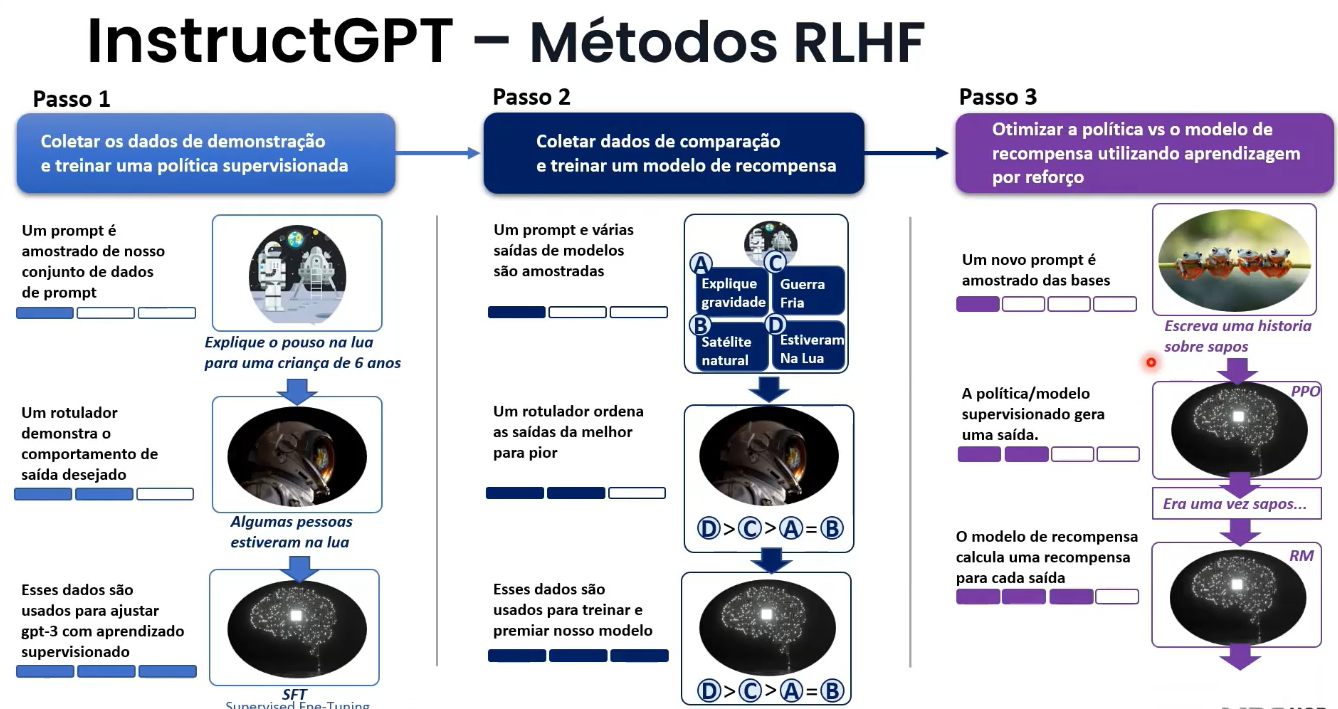 InstructGPT – Métodos RLHF
Passo 1
Coletar os dados de demonstração
e treinar uma política supervisionada
Um prompt é
amostrado de nosso
conjunto de dados
de prompt
Explique o pouso na lua
para uma criança de 6 anos
Um rotulador
demonstra o
comportamento de
saída desejado
Algumas pessoas
estiveram na lua
Esses dados são
usados para ajustar
gpt-3 com aprendizado
supervisionado
SFT
Passo 2
Coletar dados de comparação
e treinar um modelo de recompensa
Um prompt e várias
saídas de modelos
são amostradas
A
Explique
gravidade
C
Guerra
Fria
B
Satélite
natural
D
Estiveram
Na Lua
Um rotulador ordena
as saídas da melhor
para pior
D > C > A = B
Esses dados são
usados para treinar e
premiar nosso modelo
D > C > A = B
Passo 3
Otimizar a política vs o modelo de
recompensa utilizando aprendizagem
por reforço
Um novo prompt é
amostrado das bases
Escreva uma historia
sobre sapos
A política/modelo
supervisionado gera
uma saída.
PPO
Era uma vez sapos...
O modelo de recompensa
calcula uma recompensa
para cada saída
RM